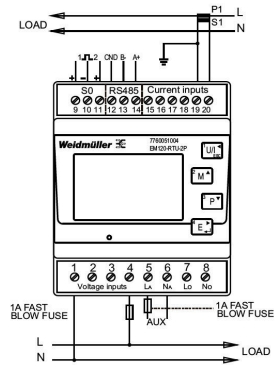 P1
L
S1
N
LOAD
1 2 GND B- A+
+ - +
S0 RS485 Current inputs
9 10 11 12 13 14 15 16 17 18 19 20
Weidmüller
7760051004
EM120-RTU-2P
U/I
ESC
M
P
E
1 2 3 4 5 6 7 8
Voltage inputs LA NA Lo No
1A FAST
BLOW FUSE
AUX
1A FAST
BLOW FUSE
L
N
LOAD